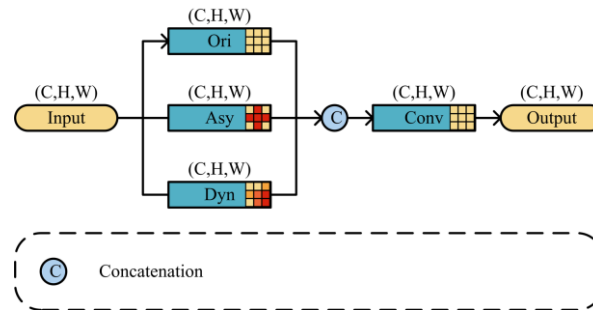 (C,H,W)
Ori
(C,H,W)
Input
(C,H,W)
Asy
C
(C,H,W)
Conv
(C,H,W)
Output
(C,H,W)
Dyn
C Concatenation